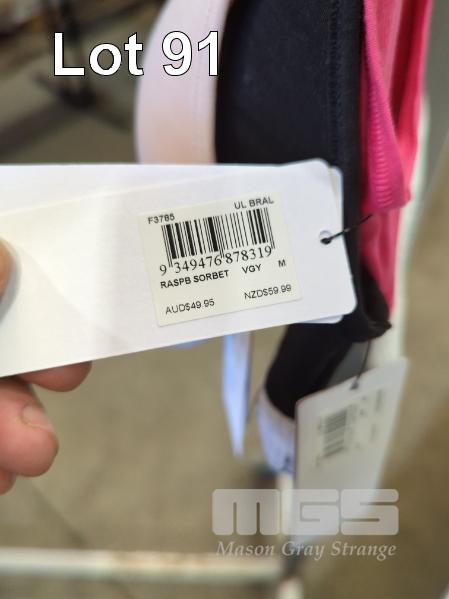 Lot 91
F3785 UL BRAL
9 349476 878319
RASPB SORBET VGY M
AUD$49.95 NZD$59.99
MGS
Mason Gray Strange